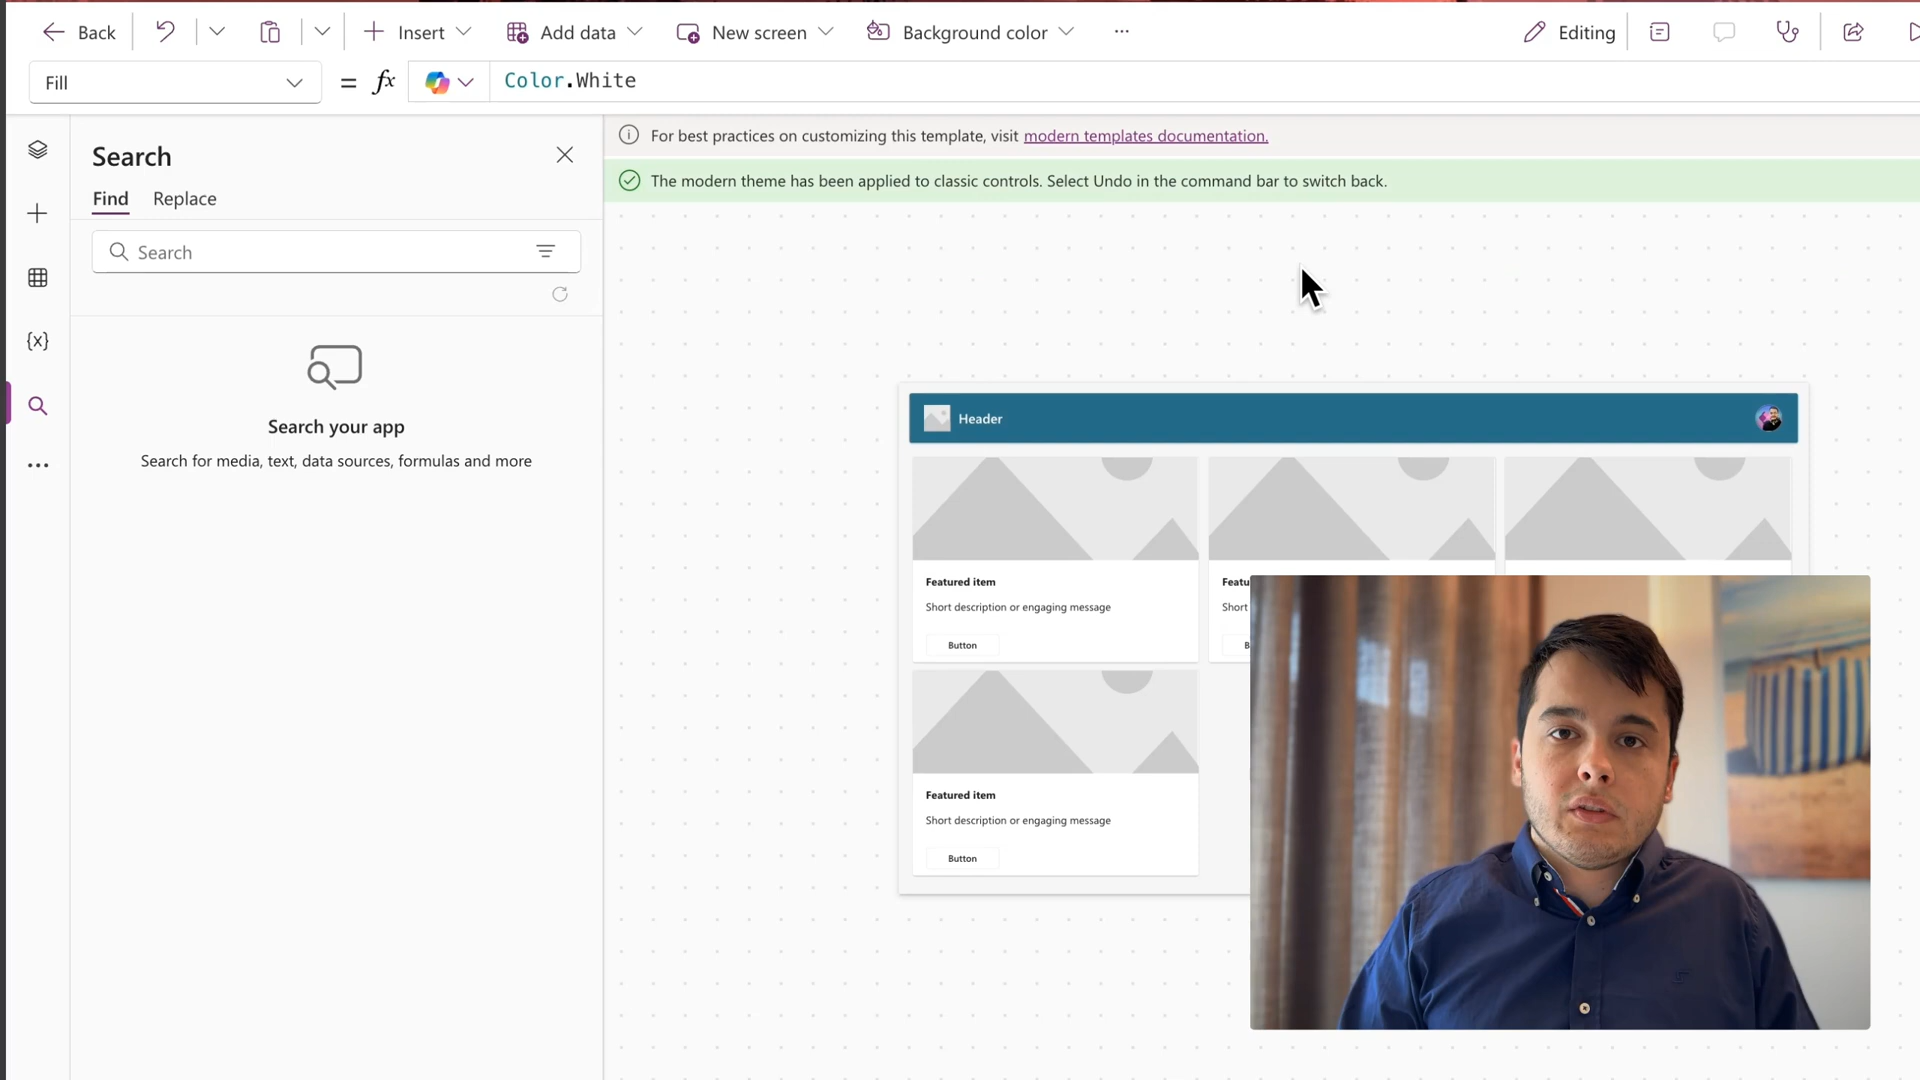 Back
Insert
Add data
New screen
Background color
...
Editing
Fill
= fx
Color.White
Search
Find
Replace
Search
{x}
Search your app
Search for media, text, data sources, formulas and more
For best practices on customizing this template, visit modern templates documentation.
The modern theme has been applied to classic controls. Select Undo in the command bar to switch back.
Header
Featured item
Short description or engaging message
Button
Featu
Short
B
Featured item
Short description or engaging message
Button